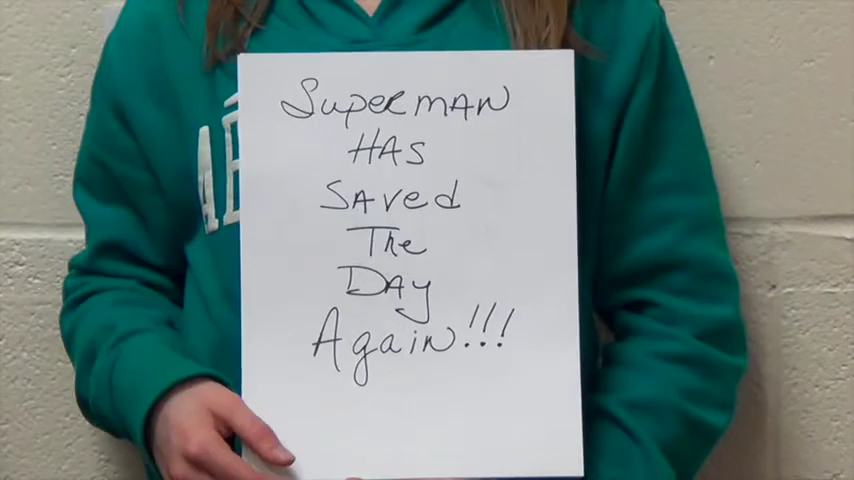 Superman
HAS
Saved
The
Day
Again!!!